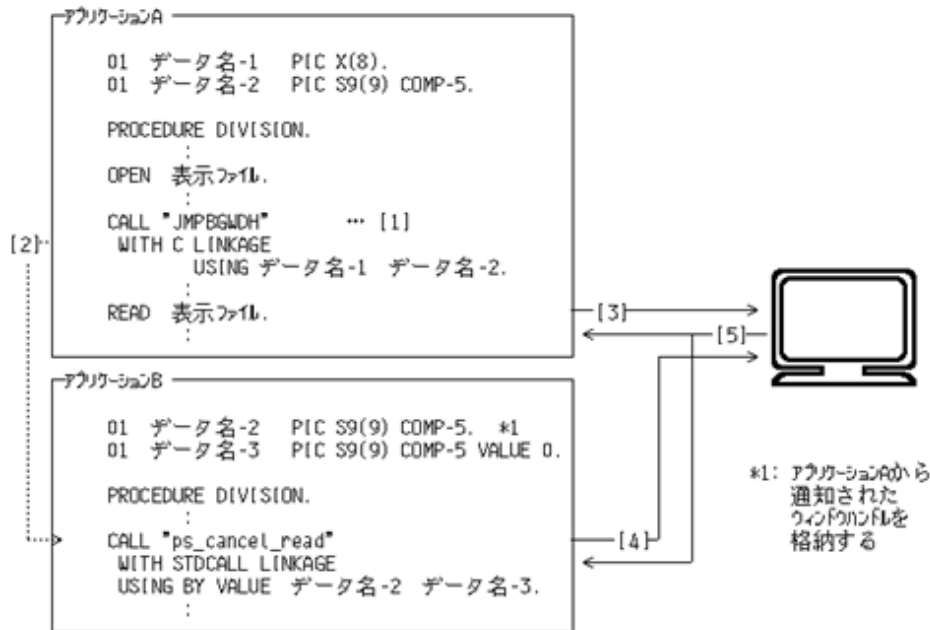 アプリケーションA
01 データ名-1 PIC X(8).
01 データ名-2 PIC S9(9) COMP-5.
PROCEDURE DIVISION.
:
OPEN 表示ファイル.
:
CALL "JMPBGWDH" … [1]
WITH C LINKAGE
USING データ名-1 データ名-2.
:
READ 表示ファイル.
:
[2]
[3]
[5]
アプリケーションB
01 データ名-2 PIC S9(9) COMP-5. *1
01 データ名-3 PIC S9(9) COMP-5 VALUE 0.
PROCEDURE DIVISION.
:
CALL "ps_cancel_read"
WITH STDCALL LINKAGE
USING BY VALUE データ名-2 データ名-3.
:
[4]
*1: アプリケーションAから
通知された
ウィンドウハンドルを
格納する